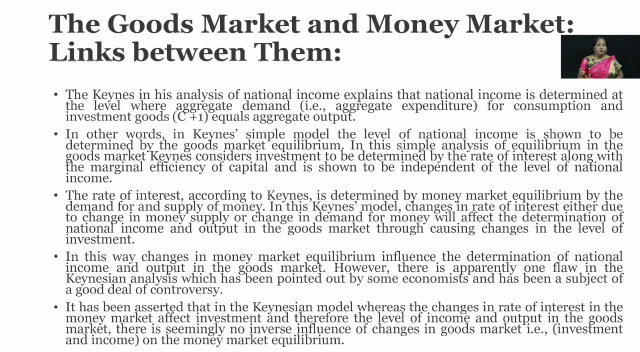 The Goods Market and Money Market:
Links between Them:
• The Keynes in his analysis of national income explains that national income is determined at
the level where aggregate demand (i.e., aggregate expenditure) for consumption and
investment goods (C +1) equals aggregate output.
• In other words, in Keynes' simple model the level of national income is shown to be
determined by the goods market equilibrium. In this simple analysis of equilibrium in the
goods market Keynes considers investment to be determined by the rate of interest along with
the marginal efficiency of capital and is shown to be independent of the level of national
income.
• The rate of interest, according to Keynes, is determined by money market equilibrium by the
demand for and supply of money. In this Keynes' model, changes in rate of interest either due
to change in money supply or change in demand for money will affect the determination of
national income and output in the goods market through causing changes in the level of
investment.
• In this way changes in money market equilibrium influence the determination of national
income and output in the goods market. However, there is apparently one flaw in the
Keynesian analysis which has been pointed out by some economists and has been a subject of
a good deal of controversy.
• It has been asserted that in the Keynesian model whereas the changes in rate of interest in the
money market affect investment and therefore the level of income and output in the goods
market, there is seemingly no inverse influence of changes in goods market i.e., (investment
and income) on the money market equilibrium.